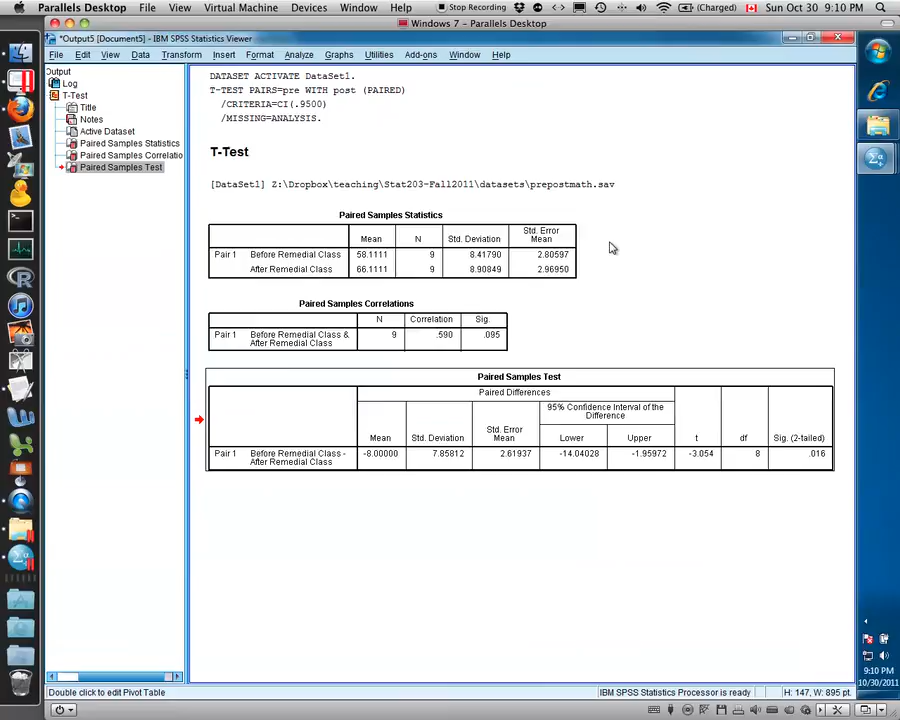 Parallels Desktop File View Virtual Machine Devices Window Help Stop Recording (Charged) Sun Oct 30 9:10 PM
Windows 7 - Parallels Desktop
*Output5 [Document5] - IBM SPSS Statistics Viewer
File Edit View Data Transform Insert Format Analyze Graphs Utilities Add-ons Window Help
Output
Log
T-Test
Title
Notes
Active Dataset
Paired Samples Statistics
Paired Samples Correlatio
Paired Samples Test
DATASET ACTIVATE DataSet1.
T-TEST PAIRS=pre WITH post (PAIRED)
/CRITERIA=CI(.9500)
/MISSING=ANALYSIS.
T-Test
[DataSet1] Z:\Dropbox\teaching\Stat203-Fall2011\datasets\prepostmath.sav
Paired Samples Statistics
Mean N Std. Deviation Std. Error Mean
Pair 1 Before Remedial Class 58.1111 9 8.41790 2.80597
After Remedial Class 66.1111 9 8.90849 2.96950
Paired Samples Correlations
N Correlation Sig.
Pair 1 Before Remedial Class & After Remedial Class 9 .590 .095
Paired Samples Test
Paired Differences
95% Confidence Interval of the Difference
Mean Std. Deviation Std. Error Mean Lower Upper t df Sig. (2-tailed)
Pair 1 Before Remedial Class - After Remedial Class -8.00000 7.85812 2.61937 -14.04028 -1.95972 -3.054 8 .016
Double click to edit Pivot Table
IBM SPSS Statistics Processor is ready
H: 147, W: 895 pt.
9:10 PM
10/30/2011